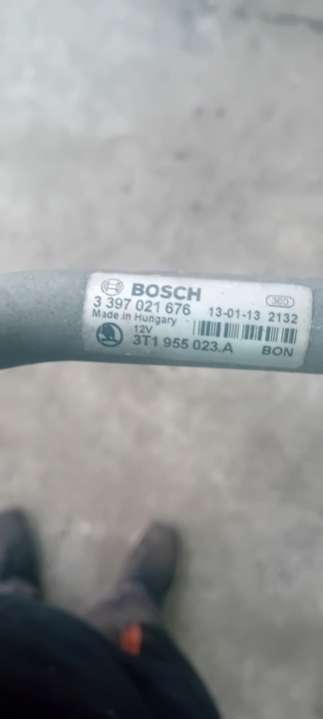 BOSCH
3 397 021 676 13-01-13 2132
Made in Hungary
12V
3T1 955 023.A BON